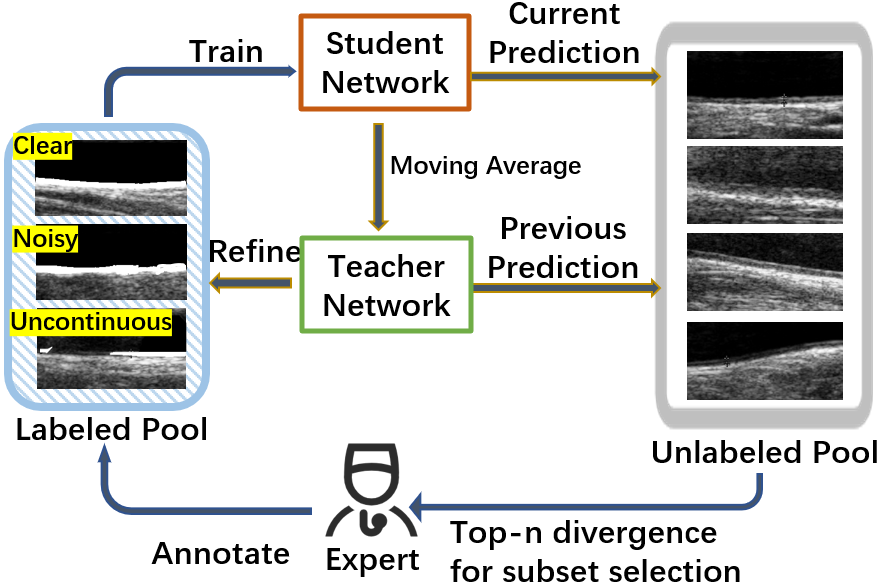 Train
Student
Network
Current
Prediction
Clear
Noisy
Uncontinuous
Labeled Pool
Moving Average
Refine
Teacher
Network
Previous
Prediction
Unlabeled Pool
Top-n divergence
for subset selection
Expert
Annotate